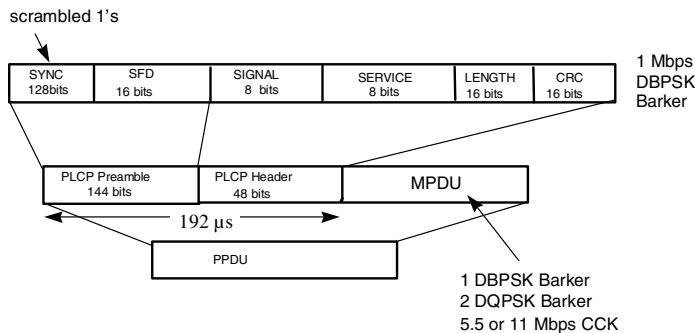 scrambled 1's
SYNC
128bits
SFD
16 bits
SIGNAL
8 bits
SERVICE
8 bits
LENGTH
16 bits
CRC
16 bits
1 Mbps
DBPSK
Barker
PLCP Preamble
144 bits
PLCP Header
48 bits
MPDU
192 µs
PPDU
1 DBPSK Barker
2 DQPSK Barker
5.5 or 11 Mbps CCK